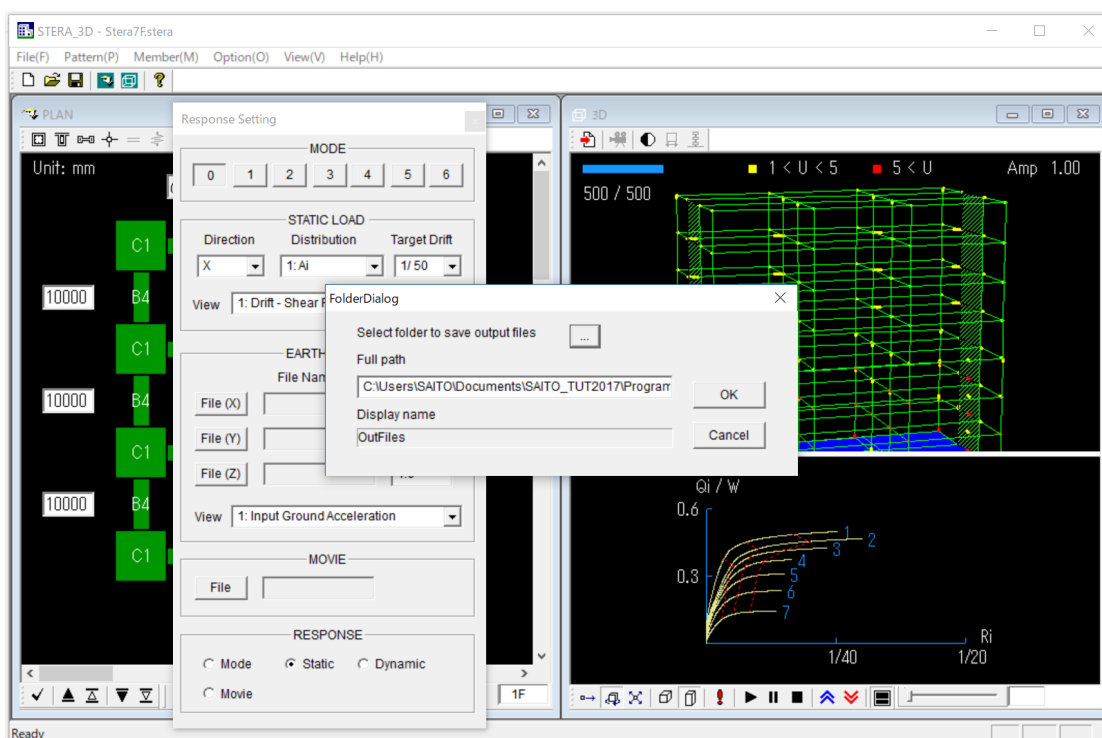 STERA_3D - Stera7F.stera
File(F) Pattern(P) Member(M) Option(O) View(V) Help(H)
PLAN
Unit: mm
C1
10000 B4
C1
10000 B4
C1
10000 B4
C1
1F
Response Setting
MODE
0 1 2 3 4 5 6
STATIC LOAD
Direction Distribution Target Drift
X 1: Ai 1/ 50
View 1: Drift - Shear
EARTH
File Nam
File (X)
File (Y)
File (Z)
View 1: Input Ground Acceleration
MOVIE
File
RESPONSE
Mode Static Dynamic
Movie
FolderDialog
Select folder to save output files ...
Full path
C:\Users\SAITO\Documents\SAITO_TUT2017\Program
Display name
OutFiles
OK
Cancel
3D
1 < U < 5 5 < U Amp 1.00
500 / 500
Qi / W
0.6
0.3
1
2
3
4
5
6
7
Ri
1/40 1/20
Ready